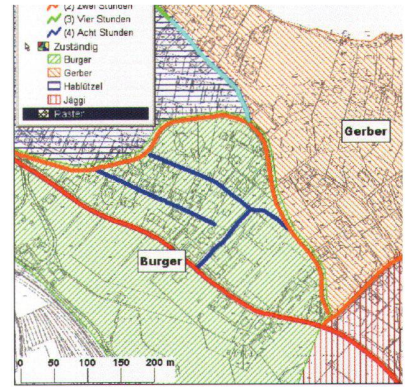 (2) Zwei Stunden
(3) Vier Stunden
(4) Acht Stunden
Zuständig
Burger
Gerber
Hablützel
Jäggi
Raster
Gerber
Burger
0 50 100 150 200 m